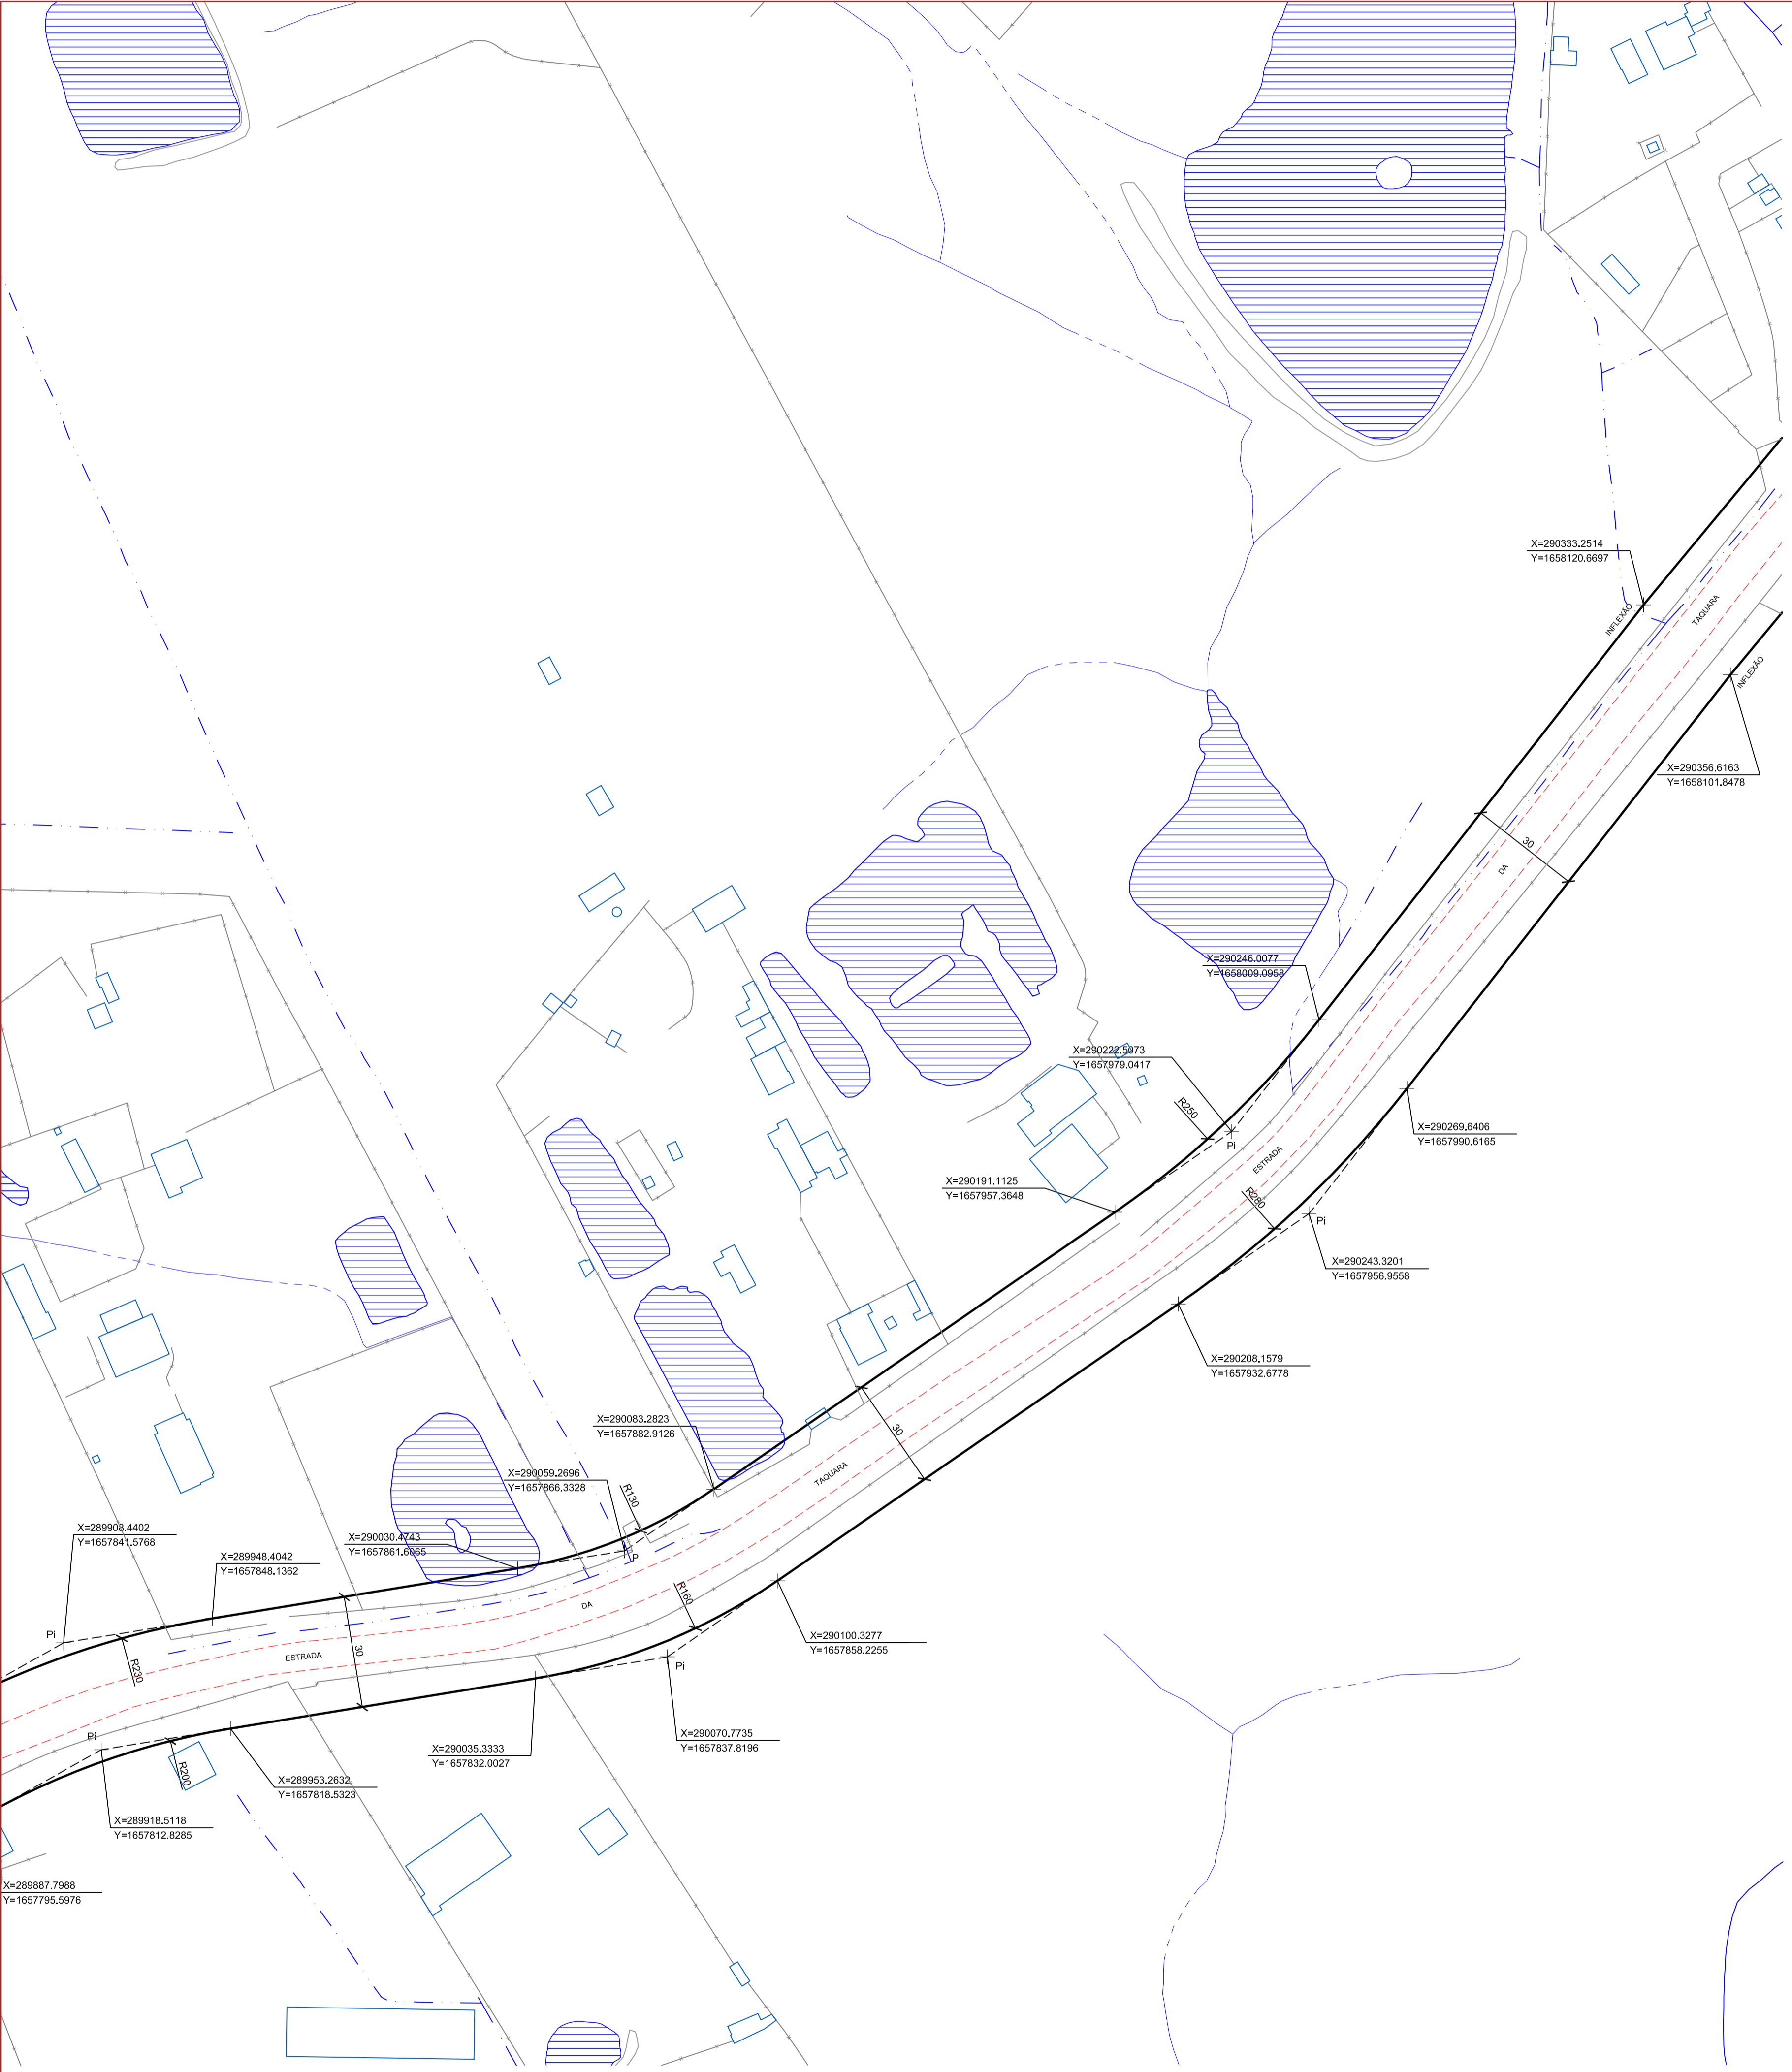 X=290333.2514
Y=1658120.6697
INFLEXÃO
TAQUARA
INFLEXÃO
X=290356.6163
Y=1658101.8478
30
DA
X=290246.0077
Y=1658009.0958
X=290222.5073
Y=1657979.0417
R250
Pi
X=290269.6406
Y=1657990.6165
ESTRADA
X=290191.1125
Y=1657957.3648
R280
Pi
X=290243.3201
Y=1657956.9558
X=290208.1579
Y=1657932.6778
X=290083.2823
Y=1657882.9126
30
TAQUARA
X=290059.2696
Y=1657866.3328
R130
X=289908.4402
Y=1657841.5768
X=290030.4743
Y=1657861.6065
X=289948.4042
Y=1657848.1362
Pi
R160
DA
Pi
X=290100.3277
Y=1657858.2255
ESTRADA
30
R230
Pi
Pi
X=290070.7735
Y=1657837.8196
X=290035.3333
Y=1657832.0027
R200
X=289953.2632
Y=1657818.5323
X=289918.5118
Y=1657812.8285
X=289887.7988
Y=1657795.5976